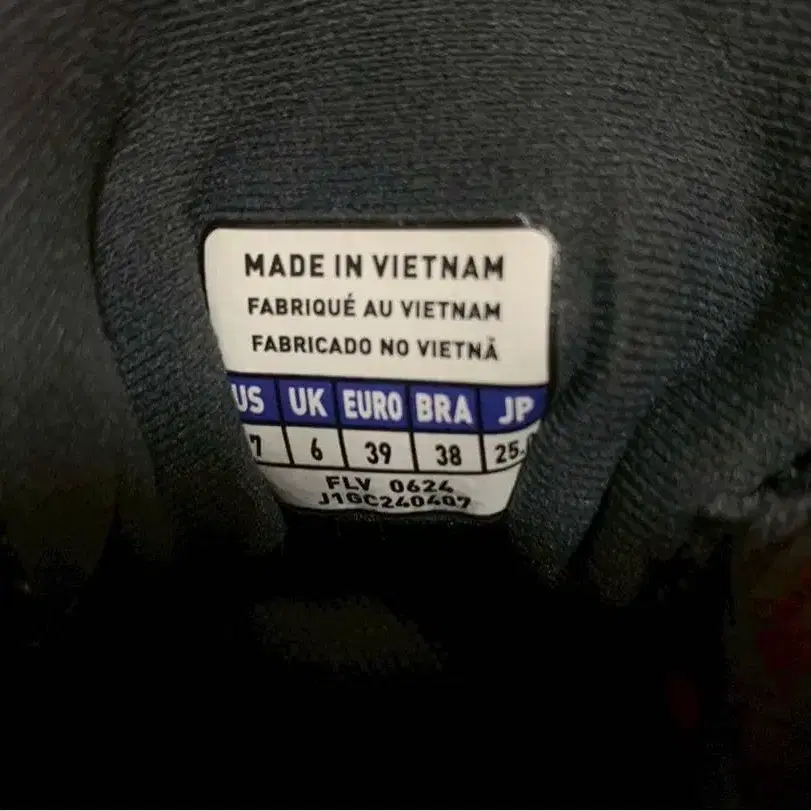 MADE IN VIETNAM
FABRIQUÉ AU VIETNAM
FABRICADO NO VIETNÃ
US UK EURO BRA JP
7 6 39 38 25.
FLV 0624
J1GC240407